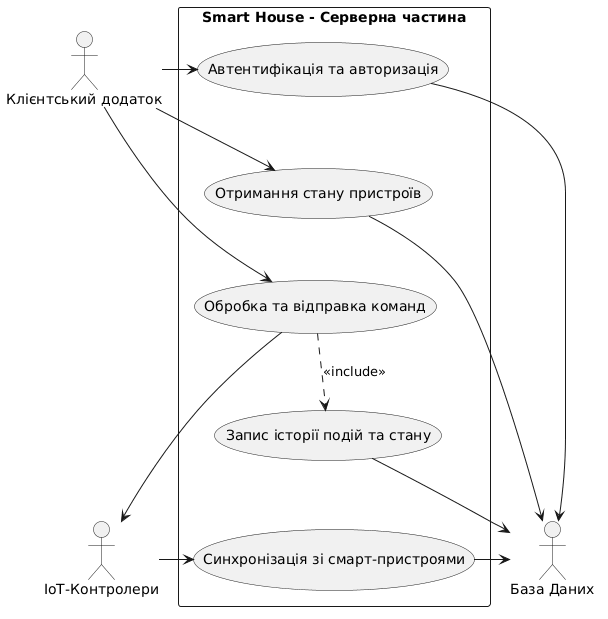 Smart House - Серверна частина
Автентифікація та авторизація
Клієнтський додаток
Отримання стану пристроїв
Обробка та відправка команд
«include»
Запис історії подій та стану
Синхронізація зі смарт-пристроями
IoT-Контролери
База Даних